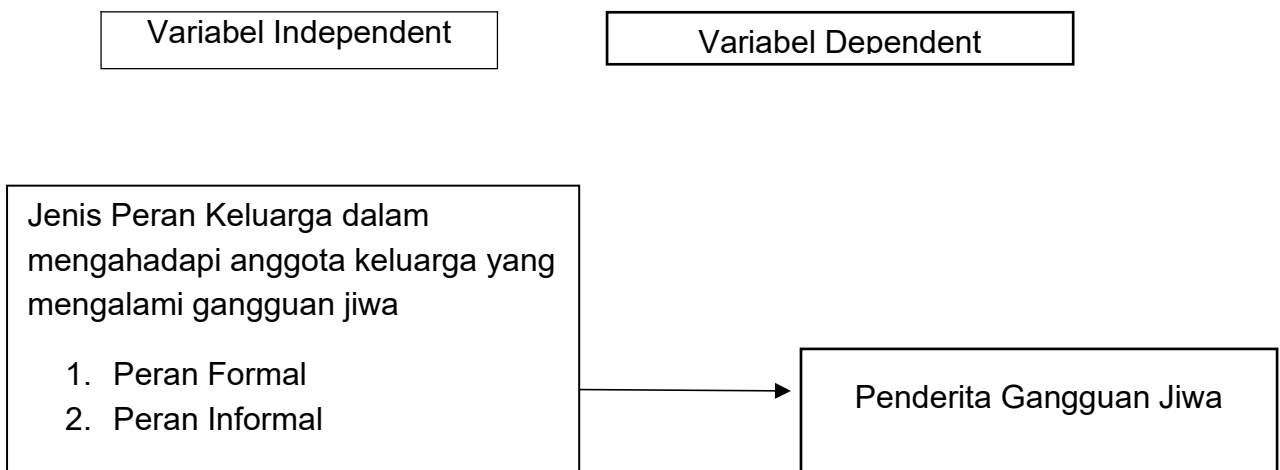 Variabel Independent
Variabel Dependent
Jenis Peran Keluarga dalam
mengahadapi anggota keluarga yang
mengalami gangguan jiwa
1. Peran Formal
2. Peran Informal
Penderita Gangguan Jiwa